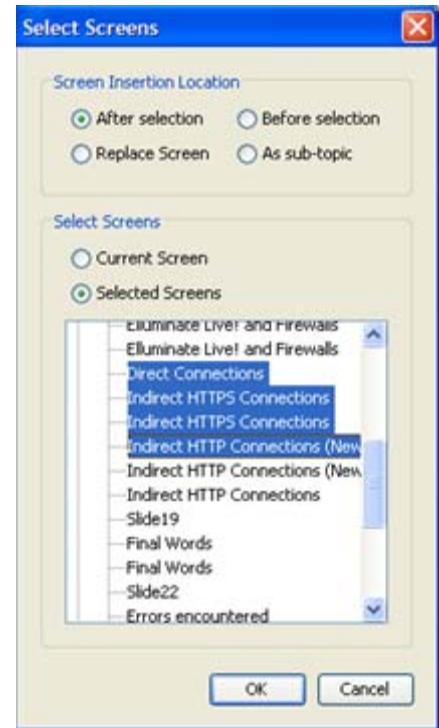 Select Screens
Screen Insertion Location
After selection Before selection
Replace Screen As sub-topic
Select Screens
Current Screen
Selected Screens
Elluminate Live! and Firewalls
Elluminate Live! and Firewalls
Direct Connections
Indirect HTTPS Connections
Indirect HTTPS Connections
Indirect HTTP Connections (New
Indirect HTTP Connections (New
Indirect HTTP Connections
Slide19
Final Words
Final Words
Slide22
Errors encountered
OK Cancel